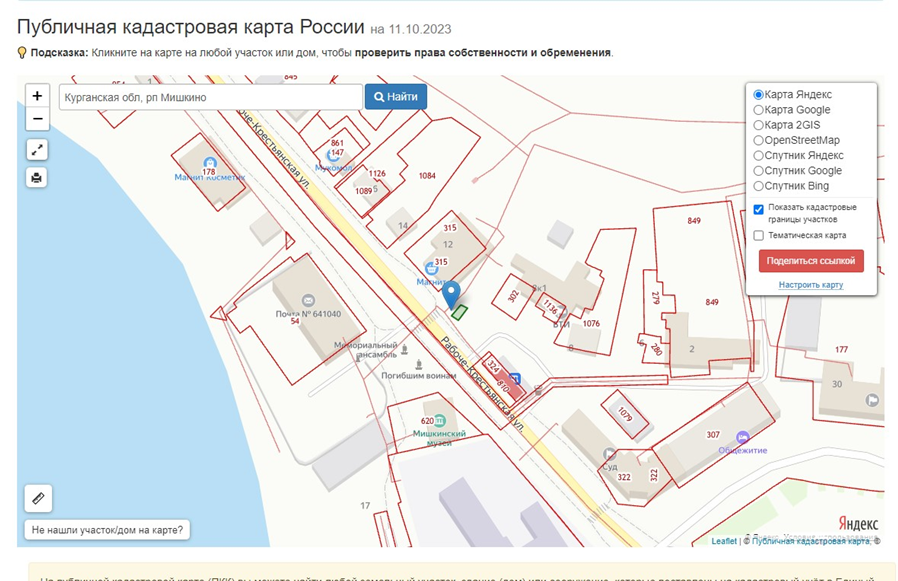 Публичная кадастровая карта России на 11.10.2023
Подсказка: Кликните на карте на любой участок или дом, чтобы проверить права собственности и обременения.
+
Курганская обл, рп Мишкино
Найти
−
Карта Яндекс
Карта Google
Карта 2GIS
OpenStreetMap
Спутник Яндекс
Спутник Google
Спутник Bing
Показать кадастровые
границы участков
Тематическая карта
Поделиться ссылкой
Настроить карту
845
861
147
Мукомол
1126
1089
5
1084
178
Магнит Косметик
14
315
12
315
Магнит
849
849
279
280
2
302
1136
БТИ
1076
8
Почта № 641040
54
Мемориальный
ансамбль
Погибшим воинам
Рабоче-Крестьянская ул.
324
810
177
30
620
Мишкинский
музей
1079
307
Общежитие
Суд
322
322
17
Не нашли участок/дом на карте?
Яндекс
Leaflet | © Публичная кадастровая карта, ©